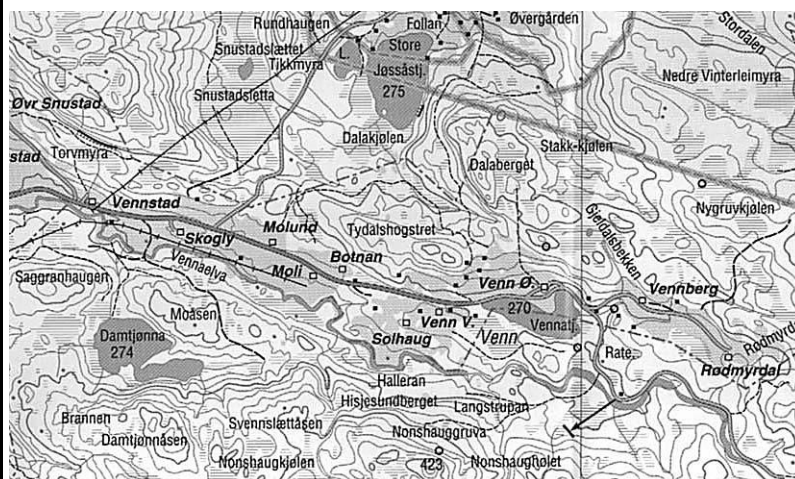 Rundhaugen
Follan
Øvergården
Stordalen
Snustadslættet
Tikkmyra
L.
Store
Jøssåstj.
275
Nedre Vinterleimyra
Snustadsletta
Øvr Snustad
Dalakjølen
Stakk-kjølen
stad
Torvmyra
Dalaberget
Vennstad
Nygruvkjølen
Molund
Tydalshogstret
Gjerdalsbekken
Skogly
Botnan
Vennaelva
Moli
Venn Ø.
Vennberg
Saggranhaugen
270
Moåsen
Venn V.
Vennatj.
Damtjønna
274
Solhaug
Venn
Rate.
Rødmyrd
Rødmyrdal
Halleran
Hisjesundberget
Langstrupan
Brannen
Svennslættåsen
Damtjønnåsen
Nonshauggruva
Nonshaugkjølen
423
Nonshaughølet